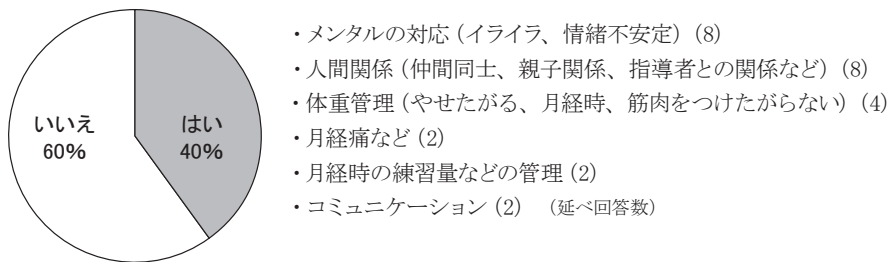 いいえ
60%
はい
40%
・メンタルの対応（イライラ、情緒不安定）（8）
・人間関係（仲間同士、親子関係、指導者との関係など）（8）
・体重管理（やせたがる、月経時、筋肉をつけたがらない）（4）
・月経痛など（2）
・月経時の練習量などの管理（2）
・コミュニケーション（2）　（延べ回答数）